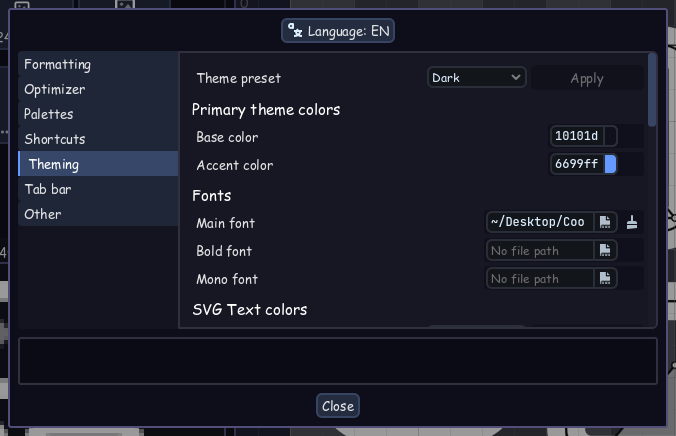 Language: EN
Formatting
Optimizer
Palettes
Shortcuts
Theming
Tab bar
Other
Theme preset
Dark
Apply
Primary theme colors
Base color
10101d
Accent color
6699ff
Fonts
Main font
~/Desktop/Coo
Bold font
No file path
Mono font
No file path
SVG Text colors
Close